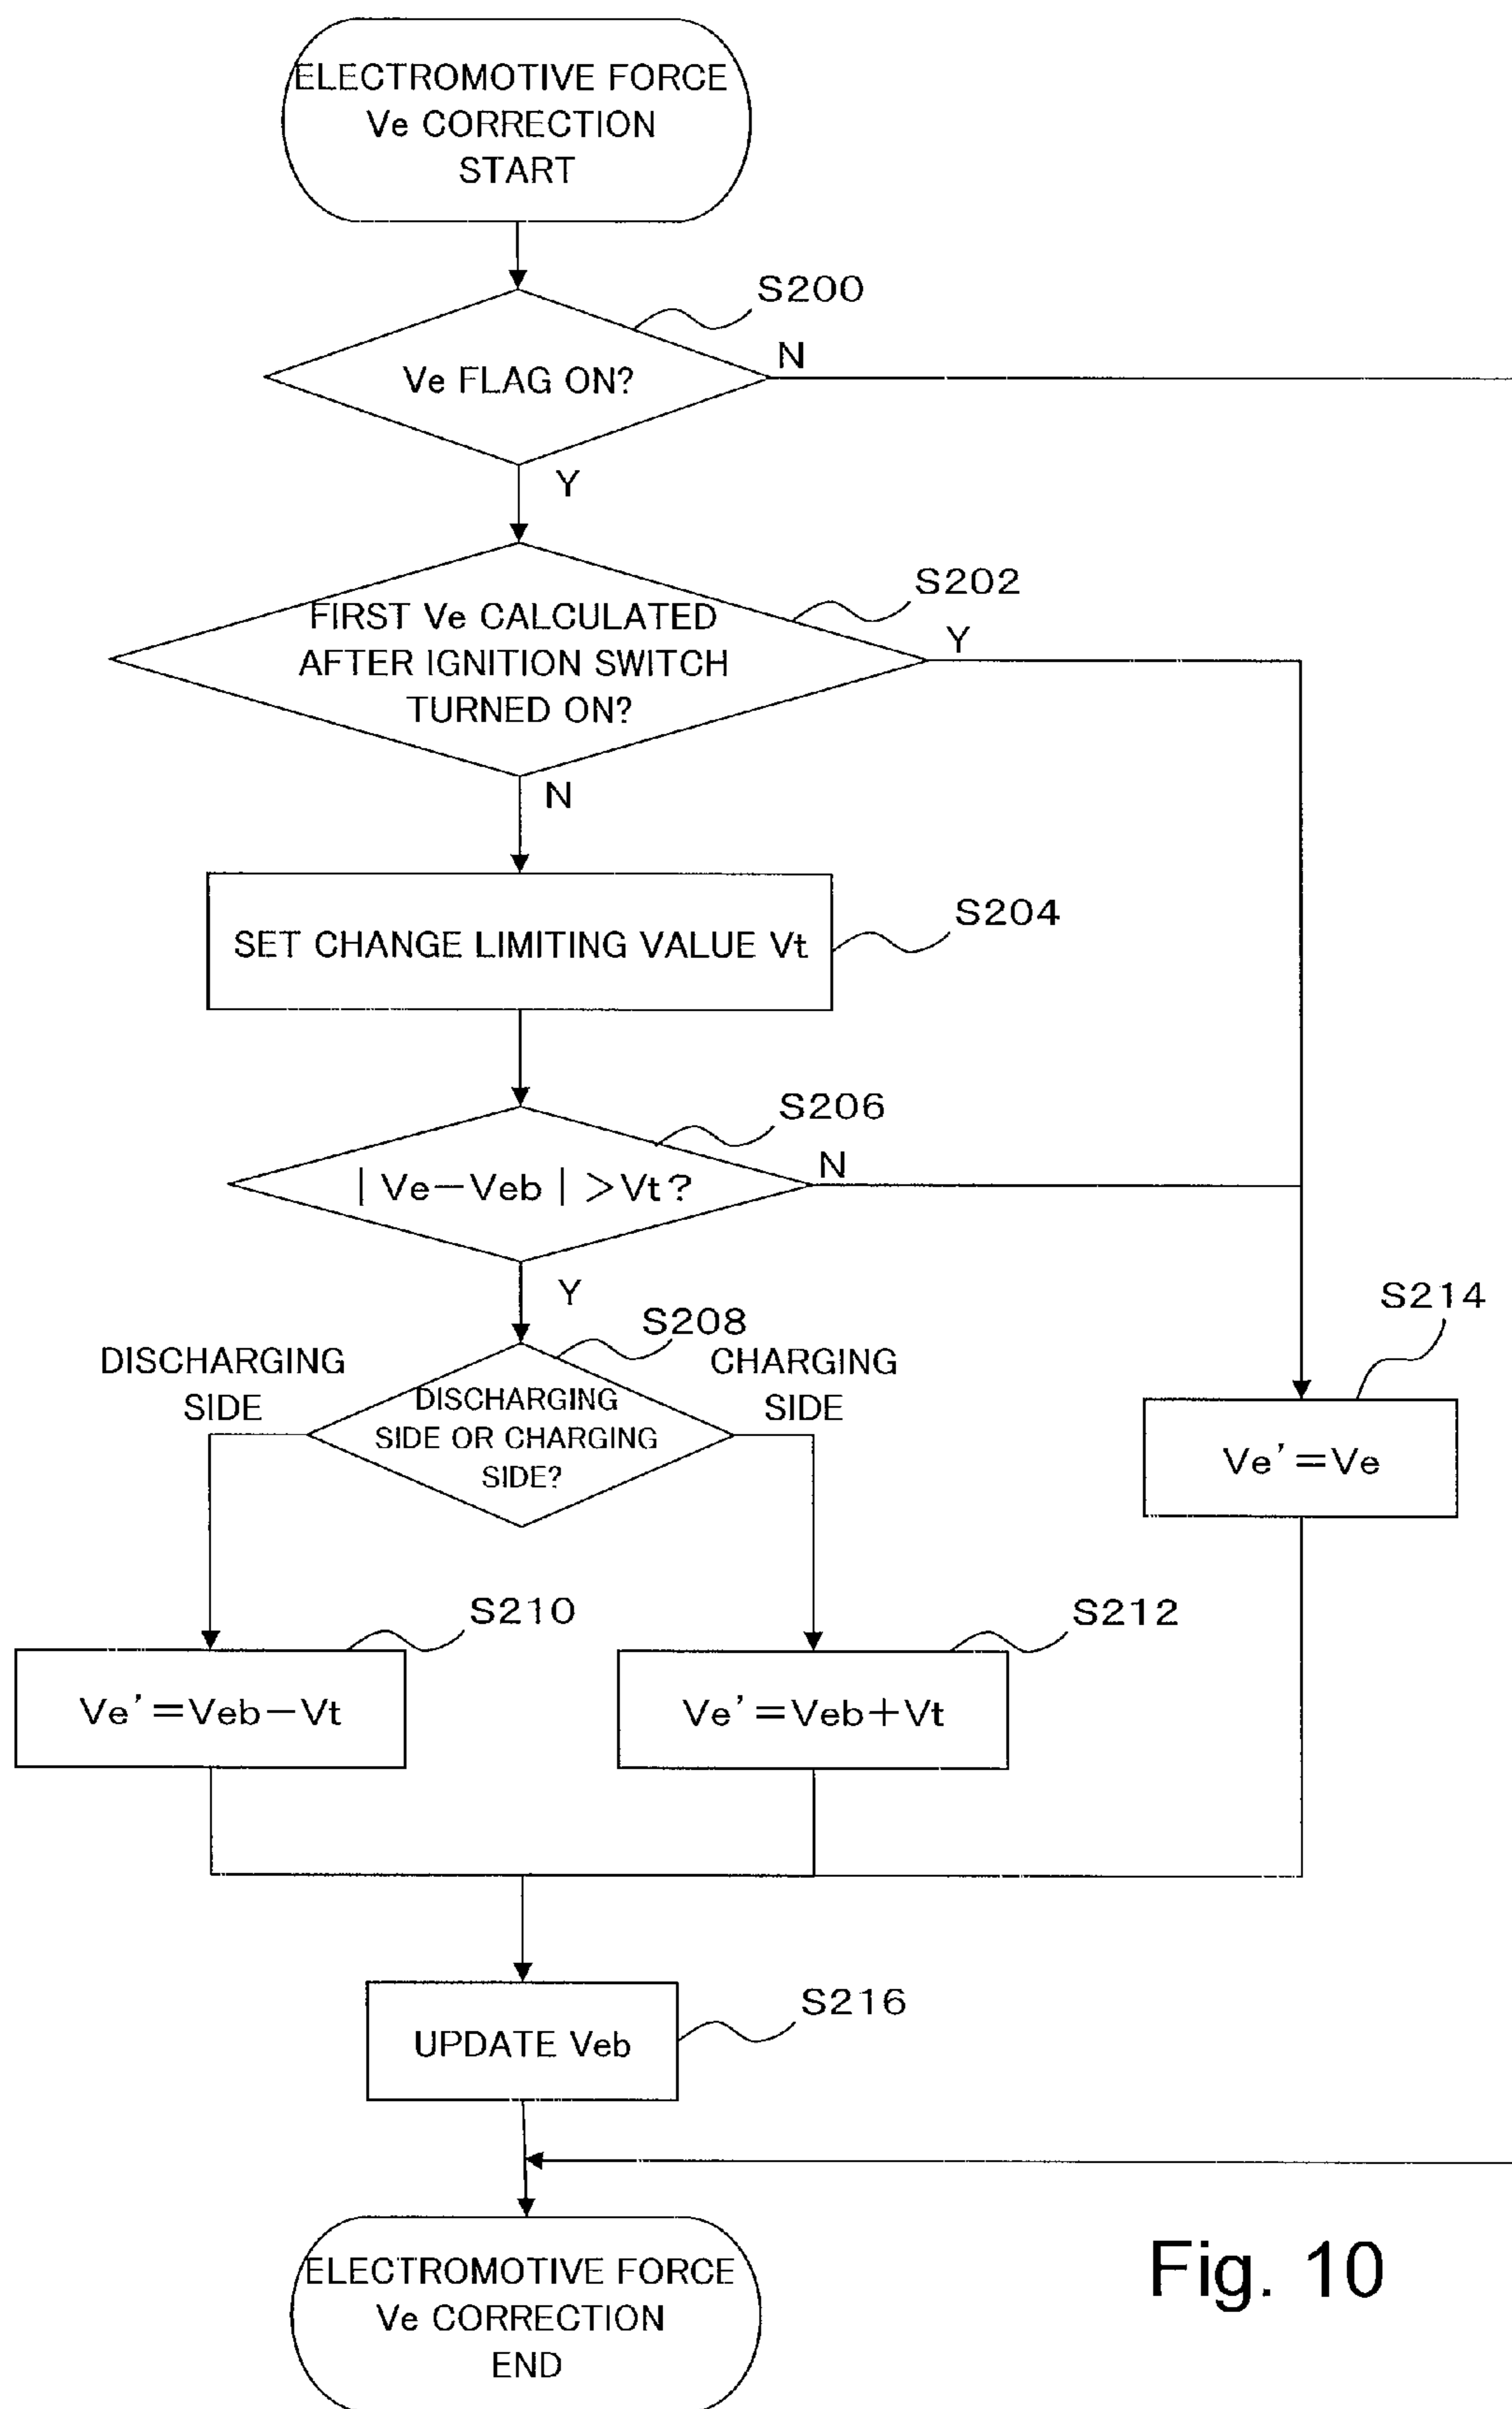 ELECTROMOTIVE FORCE
Ve CORRECTION
START
S200
Ve FLAG ON?
N
Y
S202
FIRST Ve CALCULATED
AFTER IGNITION SWITCH
TURNED ON?
Y
N
SET CHANGE LIMITING VALUE Vt
S204
S206
| Ve−Veb | >Vt?
N
Y
S208
DISCHARGING
SIDE
CHARGING
SIDE
DISCHARGING
SIDE OR CHARGING
SIDE?
S214
Ve'=Ve
S210
Ve'=Veb−Vt
S212
Ve'=Veb+Vt
S216
UPDATE Veb
ELECTROMOTIVE FORCE
Ve CORRECTION
END
Fig. 10